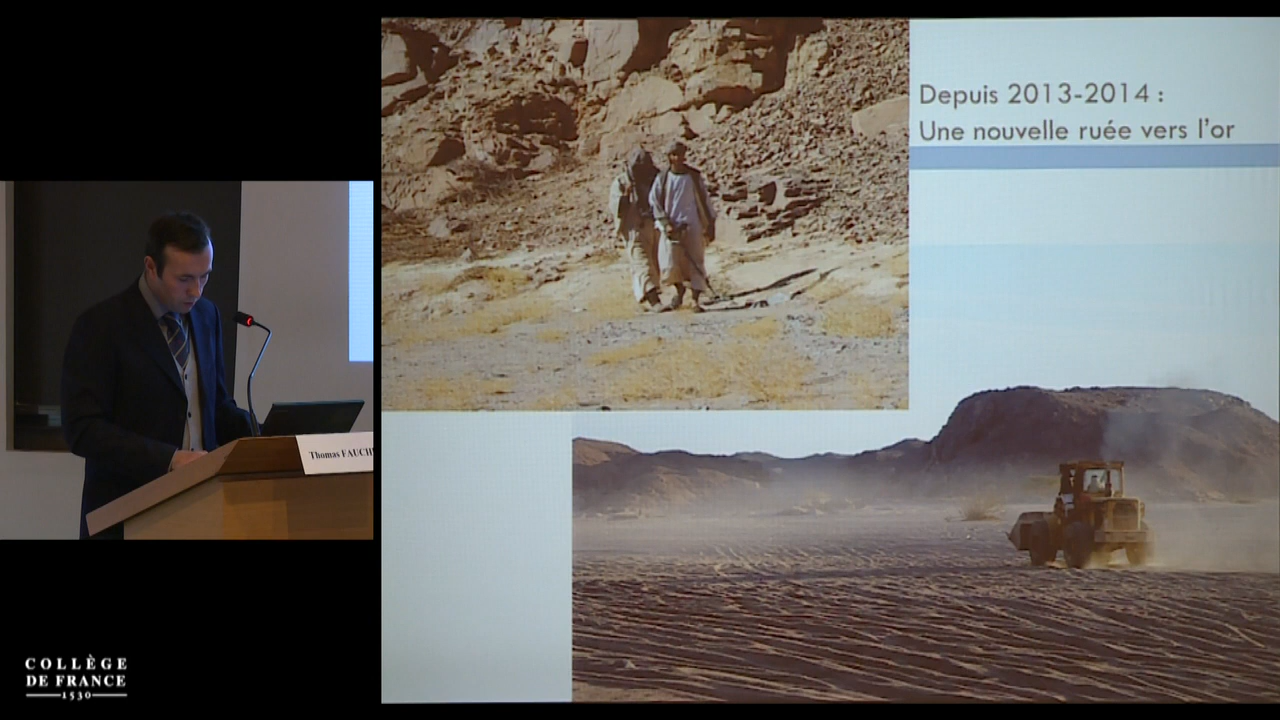 Depuis 2013-2014 :
Une nouvelle ruée vers l'or
Thomas FAUCH
COLLÈGE
DE FRANCE
1530